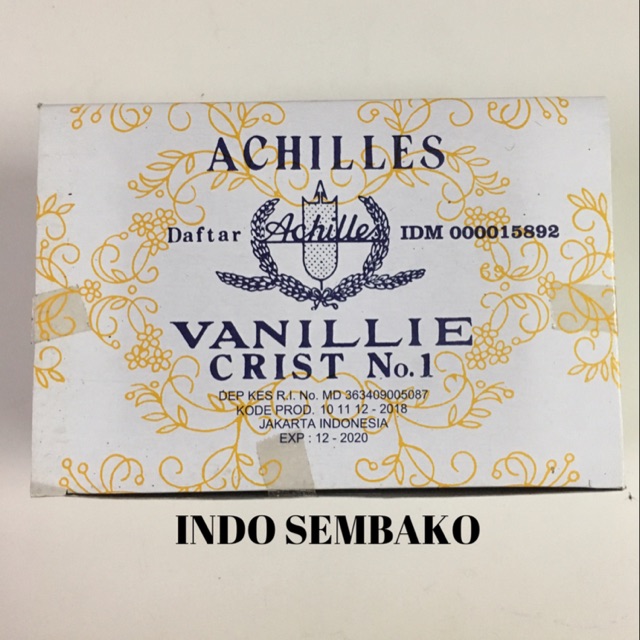 ACHILLES
Daftar Achilles IDM 000015892
VANILLIE
CRIST No.1
DEP KES R.I. No. MD 363409005087
KODE PROD. 10 11 12 - 2018
JAKARTA INDONESIA
EXP : 12 - 2020
INDO SEMBAKO